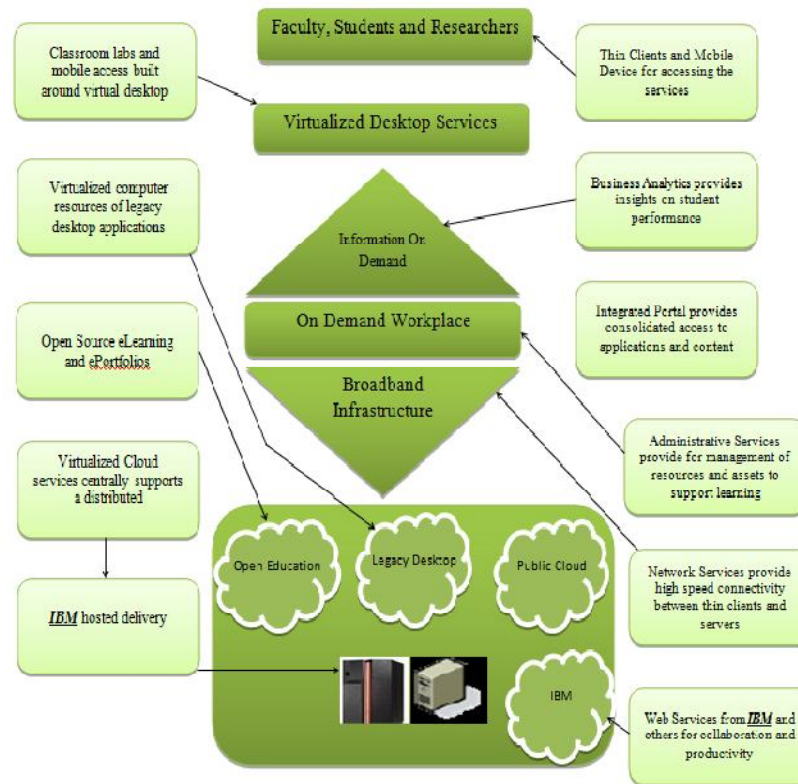 Faculty, Students and Researchers
Classroom labs and
mobile access built
around virtual desktop
Thin Clients and Mobile
Device for accessing the
services
Virtualized Desktop Services
Virtualized computer
resources of legacy
desktop applications
Business Analytics provides
insights on student
performance
Information On
Demand
Integrated Portal provides
consolidated access to
applications and content
On Demand Workplace
Open Source eLearning
and ePortfolios
Broadband
Infrastructure
Administrative Services
provide for management of
resources and assets to
support learning
Virtualized Cloud
services centrally supports
a distributed
Open Education
Legacy Desktop
Public Cloud
Network Services provide
high speed connectivity
between thin clients and
servers
IBM hosted delivery
IBM
Web Services from IBM and
others for collaboration and
productivity